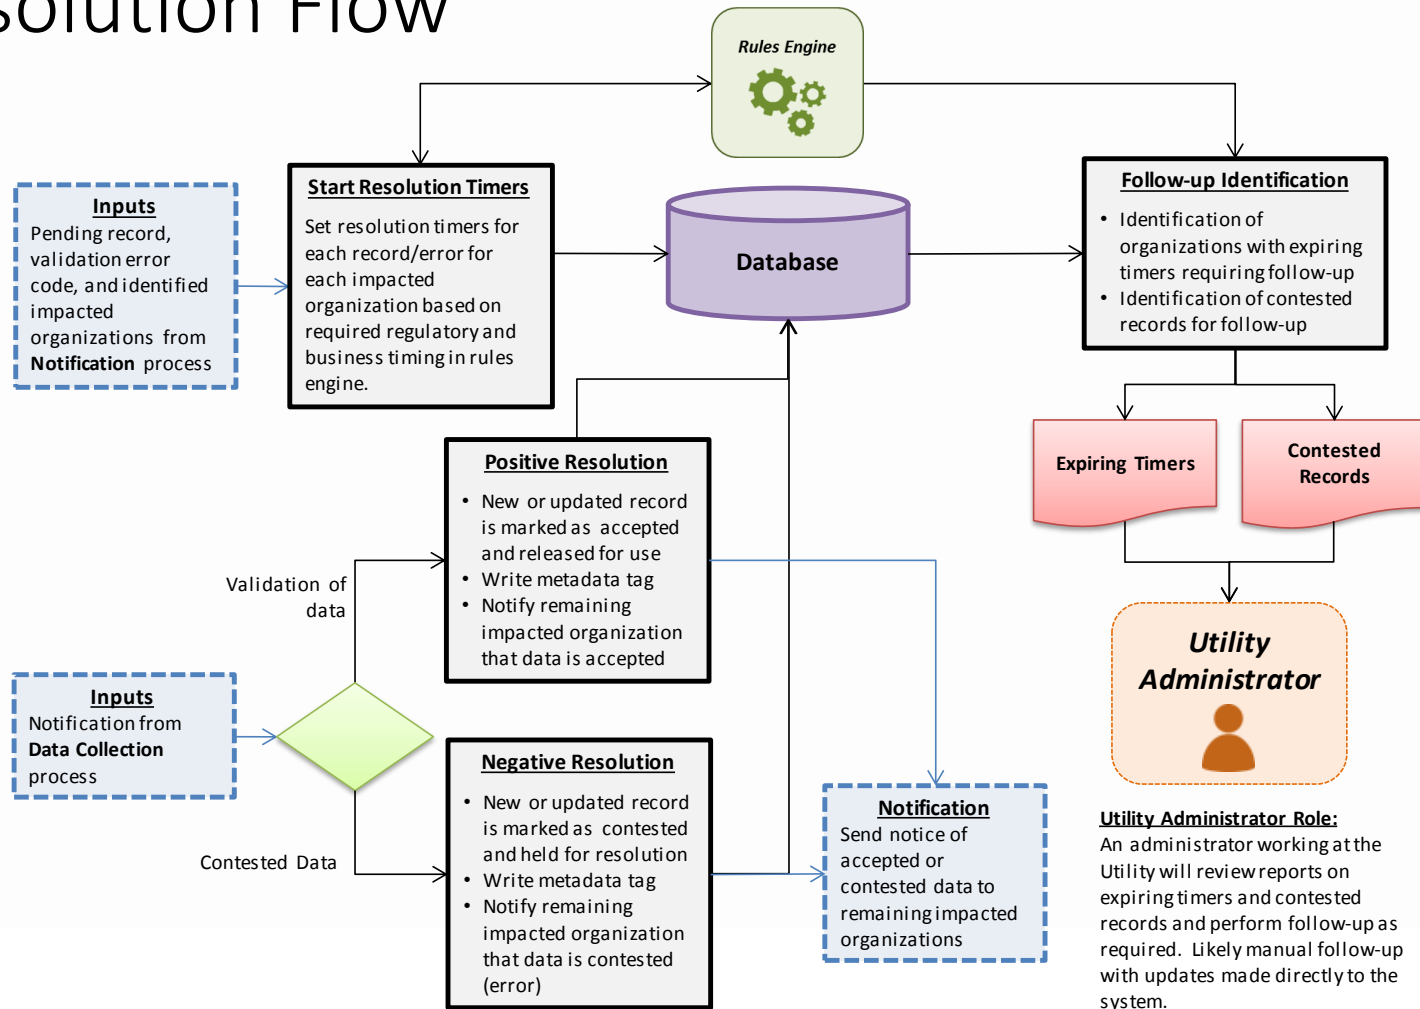 solution Flow
Rules Engine
Inputs
Pending record,
validation error
code, and identified
impacted
organizations from
Notification process
Start Resolution Timers
Set resolution timers for
each record/error for
each impacted
organization based on
required regulatory and
business timing in rules
engine.
Database
Follow-up Identification
• Identification of
organizations with expiring
timers requiring follow-up
• Identification of contested
records for follow-up
Expiring Timers
Contested
Records
Positive Resolution
• New or updated record
is marked as accepted
and released for use
• Write metadata tag
• Notify remaining
impacted organization
that data is accepted
Validation of
data
Inputs
Notification from
Data Collection
process
Contested Data
Negative Resolution
• New or updated record
is marked as contested
and held for resolution
• Write metadata tag
• Notify remaining
impacted organization
that data is contested
(error)
Notification
Send notice of
accepted or
contested data to
remaining impacted
organizations
Utility
Administrator
Utility Administrator Role:
An administrator working at the
Utility will review reports on
expiring timers and contested
records and perform follow-up as
required. Likely manual follow-up
with updates made directly to the
system.